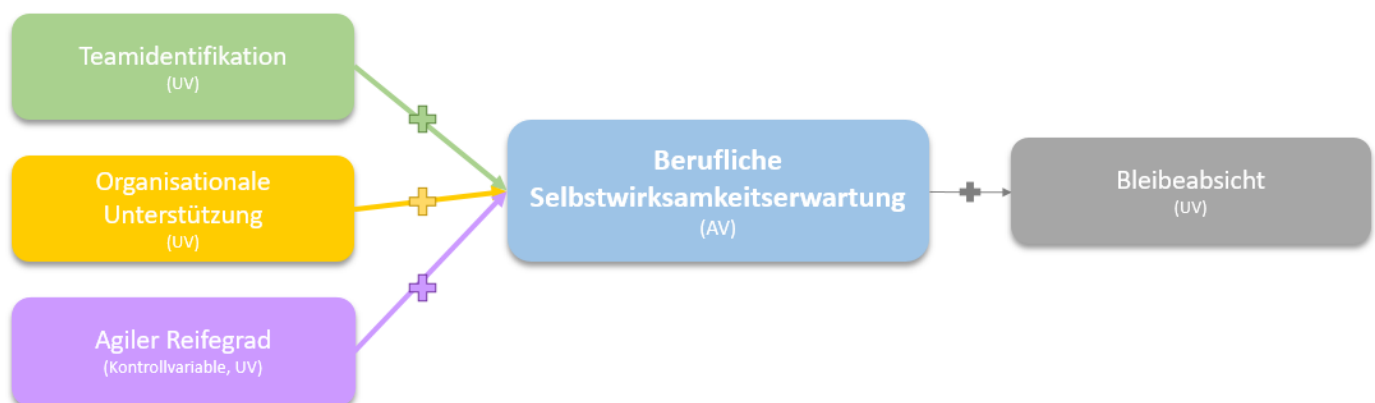 Teamidentifikation
(UV)
Organisationale
Unterstützung
(UV)
Agiler Reifegrad
(Kontrollvariable, UV)
Berufliche
Selbstwirksamkeitserwartung
(AV)
Bleibeabsicht
(UV)